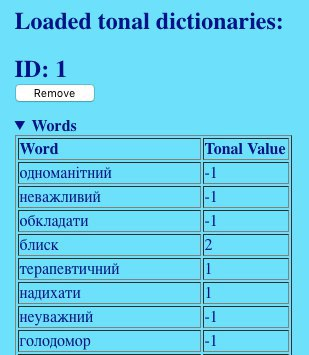 Loaded tonal dictionaries:
ID: 1
Remove
▼ Words
Word Tonal Value
одноманітний -1
неважливий -1
обкладати -1
блиск 2
терапевтичний 1
надихати 1
неуважний -1
голодомор -1